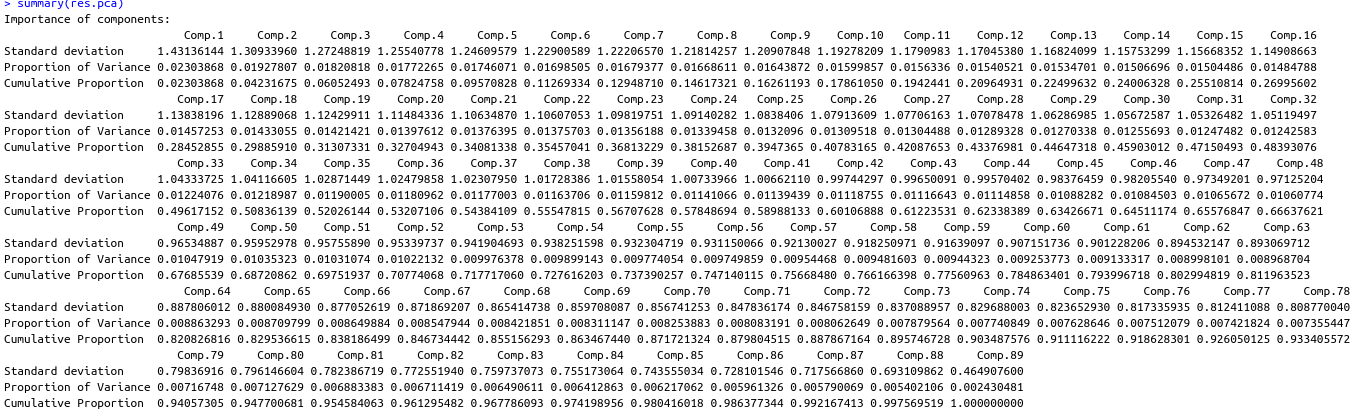 > summary(res.pca)
Importance of components:
Comp.1 Comp.2 Comp.3 Comp.4 Comp.5 Comp.6 Comp.7 Comp.8 Comp.9 Comp.10 Comp.11 Comp.12 Comp.13 Comp.14 Comp.15 Comp.16
Standard deviation 1.43136144 1.30933960 1.27248819 1.25540778 1.24609579 1.22900589 1.22206570 1.21814257 1.20907848 1.19278209 1.1790983 1.17045380 1.16824099 1.15753299 1.15668352 1.14908663
Proportion of Variance 0.02303868 0.01927807 0.01820818 0.01772265 0.01746071 0.01698505 0.01679377 0.01668611 0.01643872 0.01599857 0.0156336 0.01540521 0.01534701 0.01506696 0.01504486 0.01484788
Cumulative Proportion 0.02303868 0.04231675 0.06052493 0.07824758 0.09570828 0.11269334 0.12948710 0.14617321 0.16261193 0.17861050 0.1942441 0.20964931 0.22499632 0.24006328 0.25510814 0.26995602
Comp.17 Comp.18 Comp.19 Comp.20 Comp.21 Comp.22 Comp.23 Comp.24 Comp.25 Comp.26 Comp.27 Comp.28 Comp.29 Comp.30 Comp.31 Comp.32
Standard deviation 1.13838196 1.12889068 1.12429911 1.11484336 1.10634870 1.10607053 1.09819751 1.09140282 1.0838406 1.07913609 1.07706163 1.07078478 1.06286985 1.05672587 1.05326482 1.05119497
Proportion of Variance 0.01457253 0.01433055 0.01421421 0.01397612 0.01376395 0.01375703 0.01356188 0.01339458 0.0132096 0.01309518 0.01304488 0.01289328 0.01270338 0.01255693 0.01247482 0.01242583
Cumulative Proportion 0.28452855 0.29885910 0.31307331 0.32704943 0.34081338 0.35457041 0.36813229 0.38152687 0.3947365 0.40783165 0.42087653 0.43376981 0.44647318 0.45903012 0.47150493 0.48393076
Comp.33 Comp.34 Comp.35 Comp.36 Comp.37 Comp.38 Comp.39 Comp.40 Comp.41 Comp.42 Comp.43 Comp.44 Comp.45 Comp.46 Comp.47 Comp.48
Standard deviation 1.04333725 1.04116605 1.02871449 1.02479858 1.02307950 1.01728386 1.01558054 1.00733966 1.00662110 0.99744297 0.99650091 0.99570402 0.98376459 0.98205540 0.97349201 0.97125204
Proportion of Variance 0.01224076 0.01218987 0.01190005 0.01180962 0.01177003 0.01163706 0.01159812 0.01141066 0.01139439 0.01118755 0.01116643 0.01114858 0.01088282 0.01084503 0.01065672 0.01060774
Cumulative Proportion 0.49617152 0.50836139 0.52026144 0.53207106 0.54384109 0.55547815 0.56707628 0.57848694 0.58988133 0.60106888 0.61223531 0.62338389 0.63426671 0.64511174 0.65576847 0.66637621
Comp.49 Comp.50 Comp.51 Comp.52 Comp.53 Comp.54 Comp.55 Comp.56 Comp.57 Comp.58 Comp.59 Comp.60 Comp.61 Comp.62 Comp.63
Standard deviation 0.96534887 0.95952978 0.95755890 0.95339737 0.941904693 0.938251598 0.932304719 0.931150066 0.92130027 0.918250971 0.91639097 0.907151736 0.901228206 0.894532147 0.893069712
Proportion of Variance 0.01047919 0.01035323 0.01031074 0.01022132 0.009976378 0.009899143 0.009774054 0.009749859 0.00954468 0.009481603 0.00944323 0.009253773 0.009133317 0.008998101 0.008968704
Cumulative Proportion 0.67685539 0.68720862 0.69751937 0.70774068 0.717717060 0.727616203 0.737390257 0.747140115 0.75668480 0.766166398 0.77560963 0.784863401 0.793996718 0.802994819 0.811963523
Comp.64 Comp.65 Comp.66 Comp.67 Comp.68 Comp.69 Comp.70 Comp.71 Comp.72 Comp.73 Comp.74 Comp.75 Comp.76 Comp.77 Comp.78
Standard deviation 0.887806012 0.880084930 0.877052619 0.871869207 0.865414738 0.859708087 0.856741253 0.847836174 0.846758159 0.837088957 0.829688003 0.823652930 0.817335935 0.812411088 0.808770040
Proportion of Variance 0.008863293 0.008709799 0.008649884 0.008547944 0.008421851 0.008311147 0.008253883 0.008083191 0.008062649 0.007879564 0.007740849 0.007628646 0.007512079 0.007421824 0.007355447
Cumulative Proportion 0.820826816 0.829536615 0.838186499 0.846734442 0.855156293 0.863467440 0.871721324 0.879804515 0.887867164 0.895746728 0.903487576 0.911116222 0.918628301 0.926050125 0.933405572
Comp.79 Comp.80 Comp.81 Comp.82 Comp.83 Comp.84 Comp.85 Comp.86 Comp.87 Comp.88 Comp.89
Standard deviation 0.79836916 0.796146604 0.782386719 0.772551940 0.759737073 0.755173064 0.743555034 0.728101546 0.717566860 0.693109862 0.464907600
Proportion of Variance 0.00716748 0.007127629 0.006883383 0.006711419 0.006490611 0.006412863 0.006217062 0.005961326 0.005790069 0.005402106 0.002430481
Cumulative Proportion 0.94057305 0.947700681 0.954584063 0.961295482 0.967786093 0.974198956 0.980416018 0.986377344 0.992167413 0.997569519 1.000000000